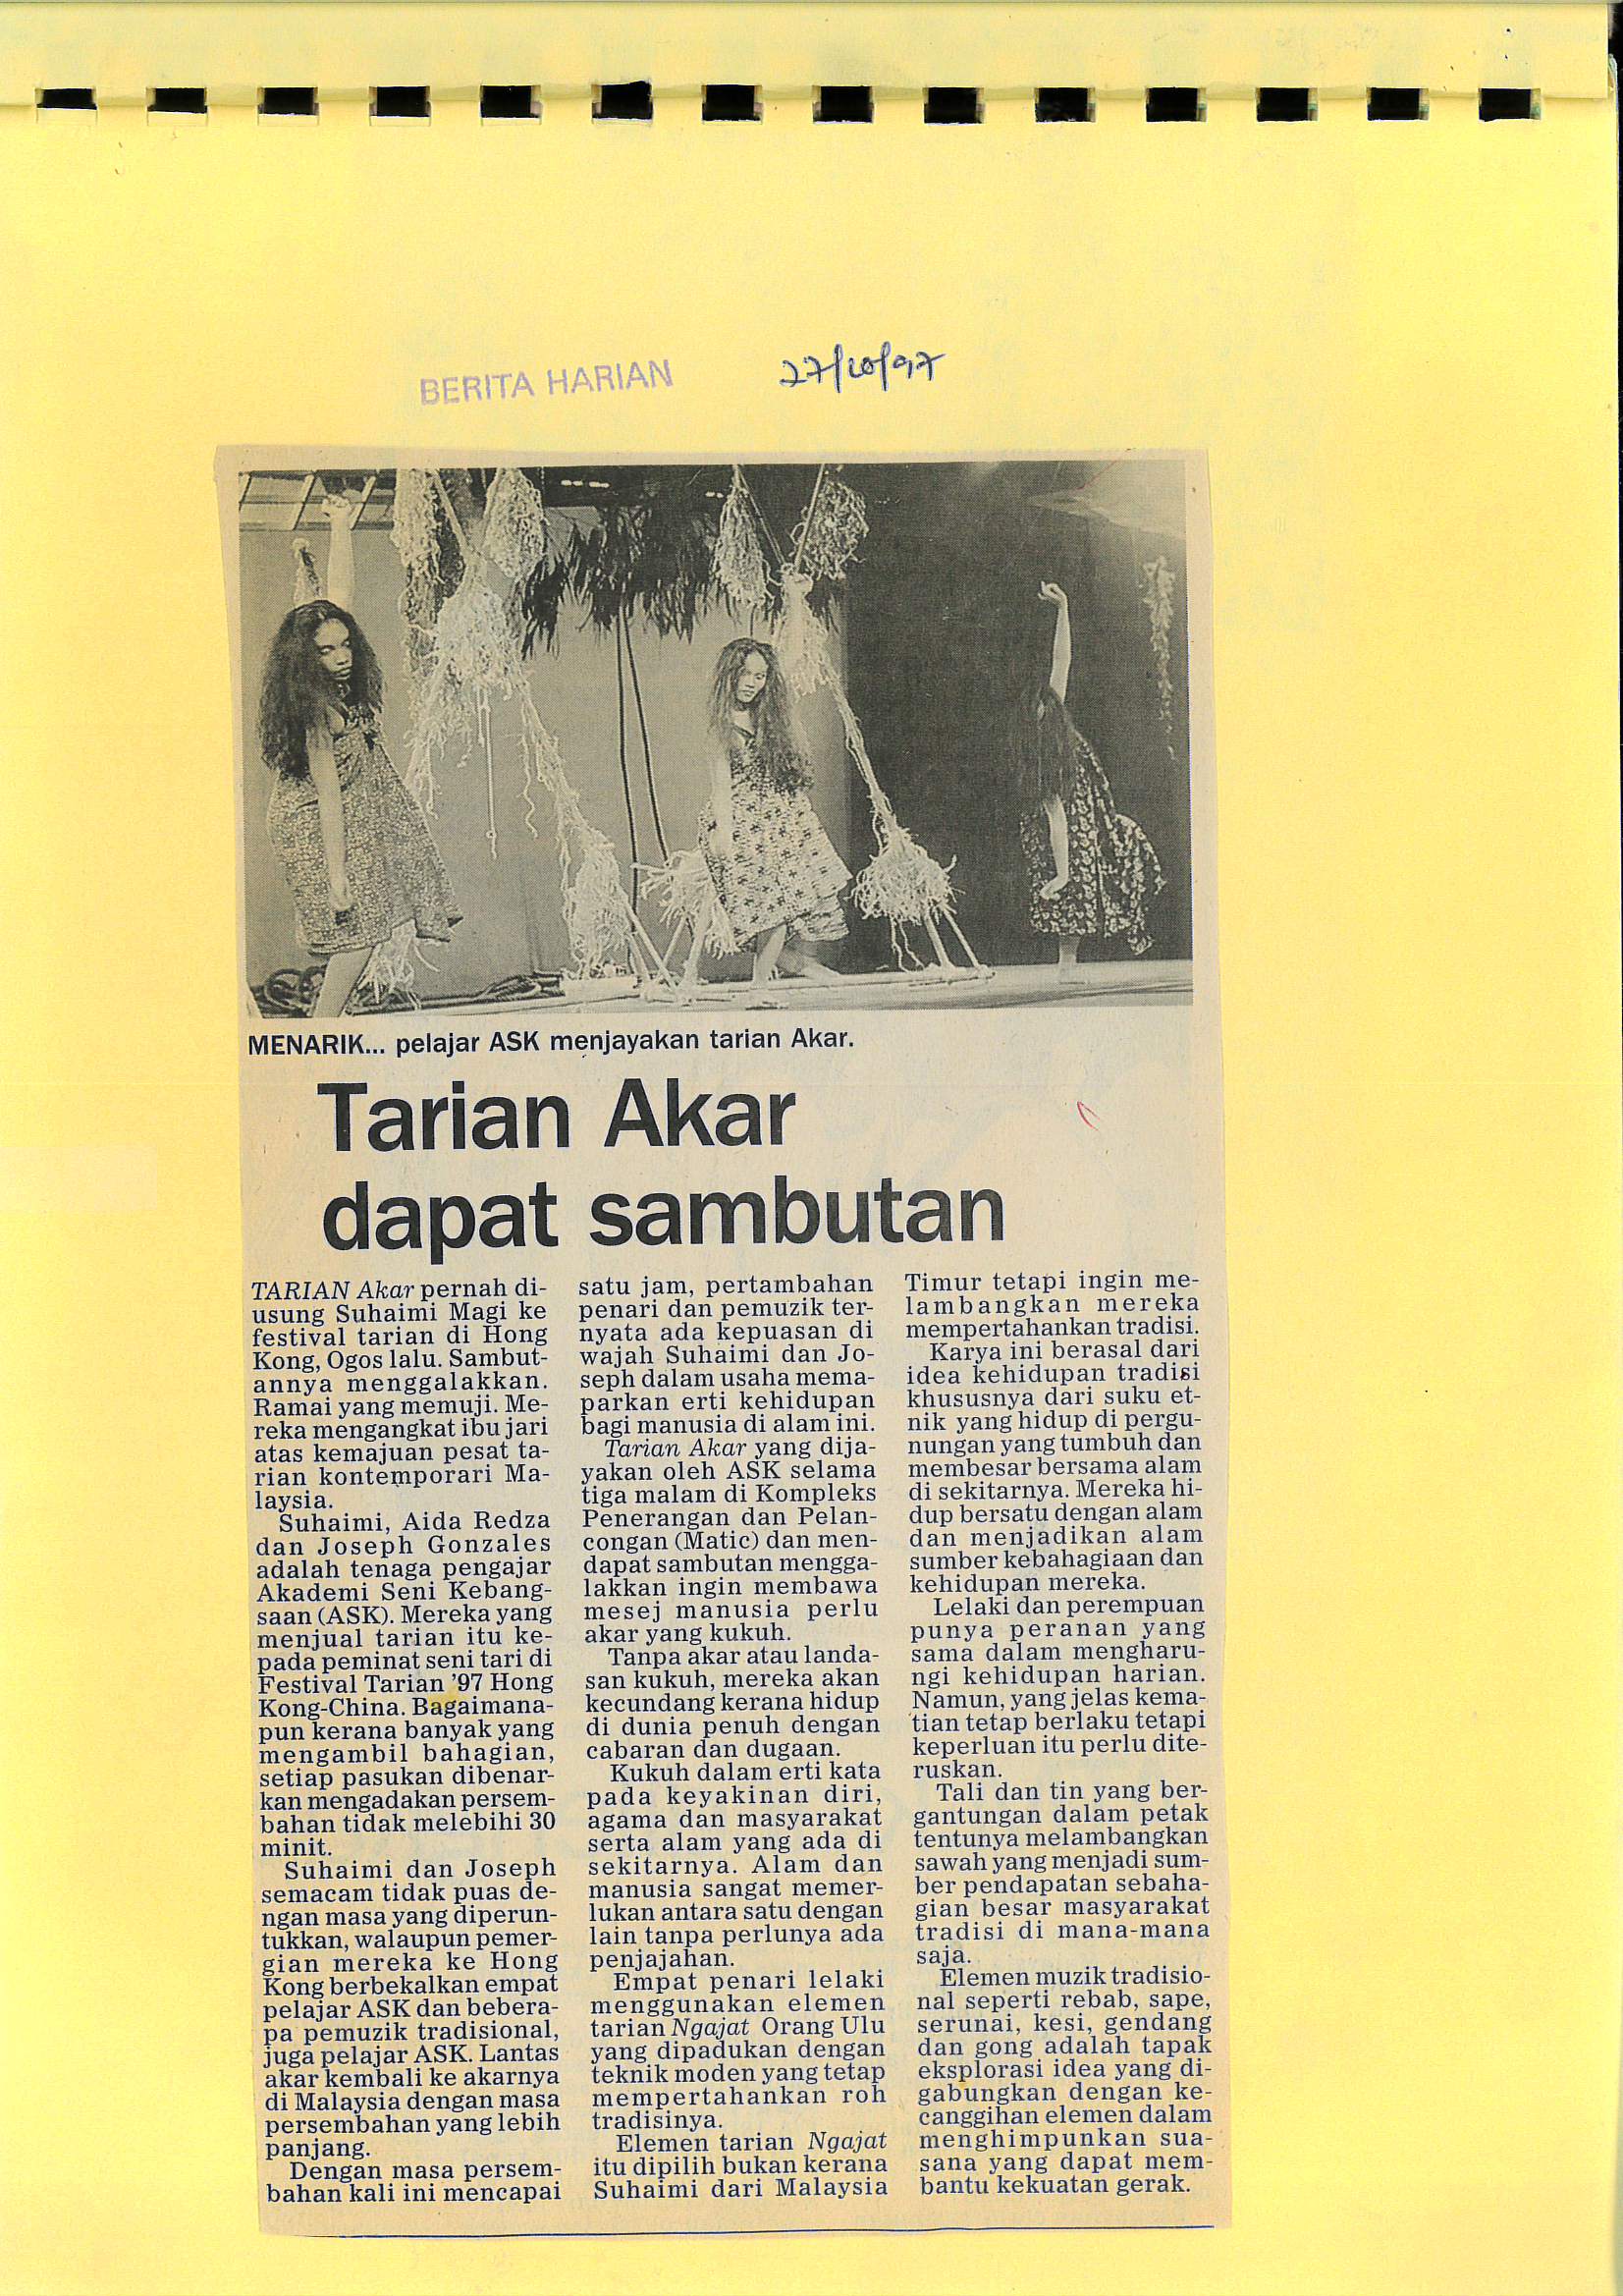 BERITA HARIAN 27/10/97
MENARIK... pelajar ASK menjayakan tarian Akar.
Tarian Akar
dapat sambutan
TARIAN Akar pernah di-
usung Suhaimi Magi ke
festival tarian di Hong
Kong, Ogos lalu. Sambut-
annya menggalakkan.
Ramai yang memuji. Me-
reka mengangkat ibu jari
atas kemajuan pesat ta-
rian kontemporari Ma-
laysia.
Suhaimi, Aida Redza
dan Joseph Gonzales
adalah tenaga pengajar
Akademi Seni Kebang-
saan (ASK). Mereka yang
menjual tarian itu ke-
pada peminat seni tari di
Festival Tarian '97 Hong
Kong-China. Bagaimana-
pun kerana banyak yang
mengambil bahagian,
setiap pasukan dibenar-
kan mengadakan persem-
bahan tidak melebihi 30
minit.
Suhaimi dan Joseph
semacam tidak puas de-
ngan masa yang diperun-
tukkan, walaupun pemer-
gian mereka ke Hong
Kong berbekalkan empat
pelajar ASK dan bebera-
pa pemuzik tradisional,
juga pelajar ASK. Lantas
akar kembali ke akarnya
di Malaysia dengan masa
persembahan yang lebih
panjang.
Dengan masa persem-
bahan kali ini mencapai
satu jam, pertambahan
penari dan pemuzik ter-
nyata ada kepuasan di
wajah Suhaimi dan Jo-
seph dalam usaha mema-
parkan erti kehidupan
bagi manusia di alam ini.
Tarian Akar yang dija-
yakan oleh ASK selama
tiga malam di Kompleks
Penerangan dan Pelan-
congan (Matic) dan men-
dapat sambutan mengga-
lakkan ingin membawa
mesej manusia perlu
akar yang kukuh.
Tanpa akar atau landa-
san kukuh, mereka akan
kecundang kerana hidup
di dunia penuh dengan
cabaran dan dugaan.
Kukuh dalam erti kata
pada keyakinan diri,
agama dan masyarakat
serta alam yang ada di
sekitarnya. Alam dan
manusia sangat memer-
lukan antara satu dengan
lain tanpa perlunya ada
penjajahan.
Empat penari lelaki
menggunakan elemen
tarian Ngajat Orang Ulu
yang dipadukan dengan
teknik moden yang tetap
mempertahankan roh
tradisinya.
Elemen tarian Ngajat
itu dipilih bukan kerana
Suhaimi dari Malaysia
Timur tetapi ingin me-
lambangkan mereka
mempertahankan tradisi.
Karya ini berasal dari
idea kehidupan tradisi
khususnya dari suku et-
nik yang hidup di pergu-
nungan yang tumbuh dan
membesar bersama alam
di sekitarnya. Mereka hi-
dup bersatu dengan alam
dan menjadikan alam
sumber kebahagiaan dan
kehidupan mereka.
Lelaki dan perempuan
punya peranan yang
sama dalam mengharu-
ngi kehidupan harian.
Namun, yang jelas kema-
tian tetap berlaku tetapi
keperluan itu perlu dite-
ruskan.
Tali dan tin yang ber-
gantungan dalam petak
tentunya melambangkan
sawah yang menjadi sum-
ber pendapatan sebaha-
gian besar masyarakat
tradisi di mana-mana
saja.
Elemen muzik tradisio-
nal seperti rebab, sape,
serunai, kesi, gendang
dan gong adalah tapak
eksplorasi idea yang di-
gabungkan dengan ke-
canggihan elemen dalam
menghimpunkan sua-
sana yang dapat mem-
bantu kekuatan gerak.